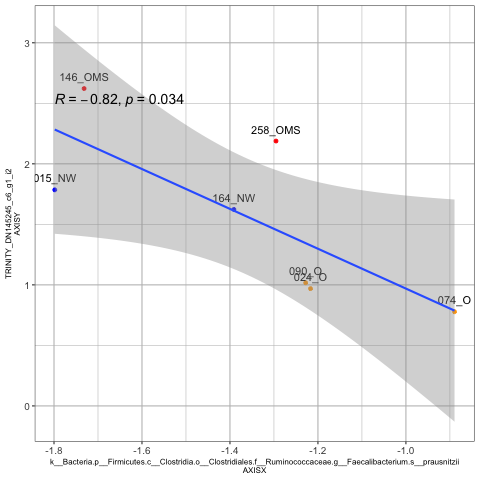 3
146_OMS
R = −0.82, p = 0.034
258_OMS
2
015_NW
164_NW
TRINITY_DN145245_c6_g1_i2
AXISY
090_O
024_O
1
074_O
0
-1.8
-1.6
-1.4
-1.2
-1.0
k__Bacteria.p__Firmicutes.c__Clostridia.o__Clostridiales.f__Ruminococcaceae.g__Faecalibacterium.s__prausnitzii
AXISX